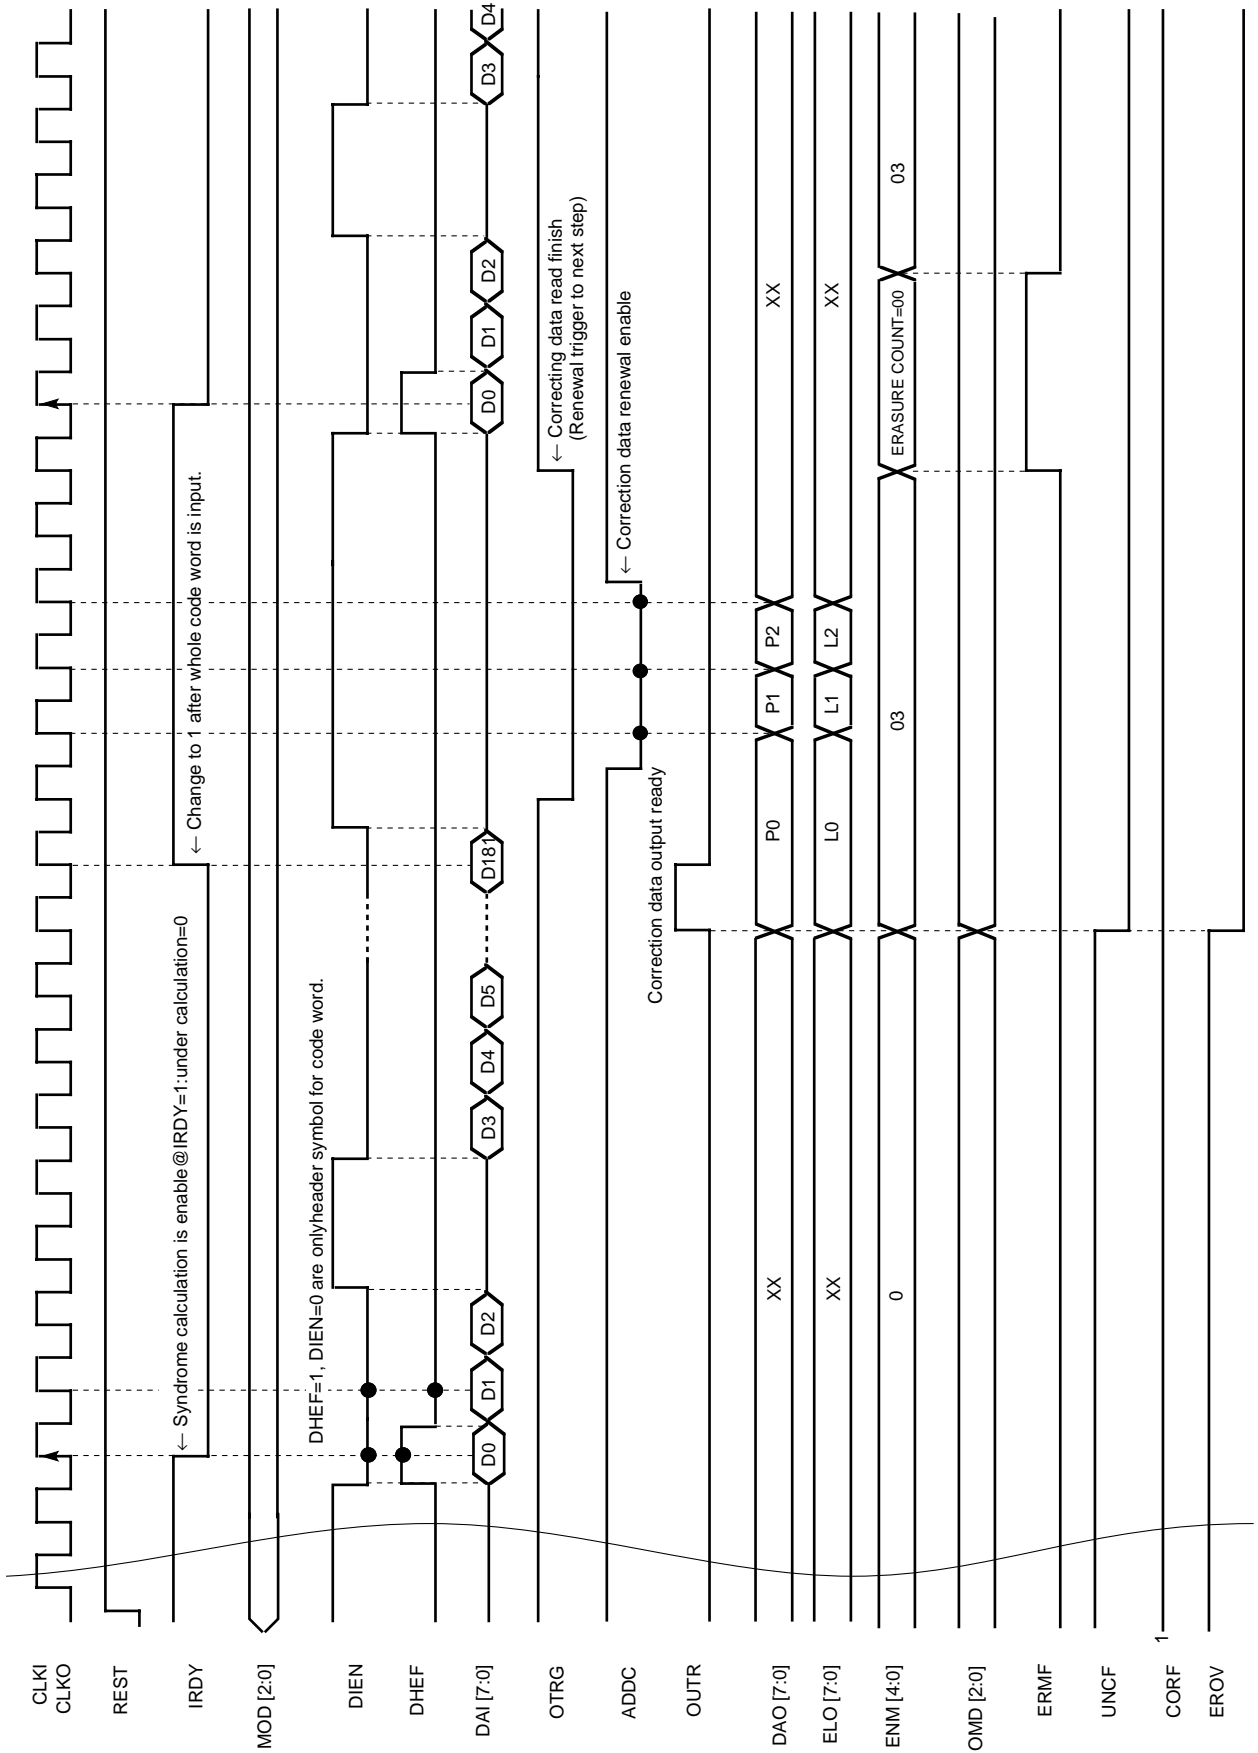 CLKI
CLKO
REST
IRDY
← Syndrome calculation is enable@IRDY=1:under calculation=0
← Change to 1 after whole code word is input.
MOD [2:0]
DHEF=1, DIEN=0 are onlyheader symbol for code word.
DIEN
DHEF
DAI [7:0]
D0
D1
D2
D3
D4
D5
D181
D0
D1
D2
D3
D4
OTRG
← Correcting data read finish
(Renewal trigger to next step)
ADDC
← Correction data renewal enable
Correction data output ready
OUTR
DAO [7:0]
XX
P0
P1
P2
XX
ELO [7:0]
XX
L0
L1
L2
XX
ENM [4:0]
0
03
ERASURE COUNT=00
03
OMD [2:0]
ERMF
UNCF
CORF
1
EROV